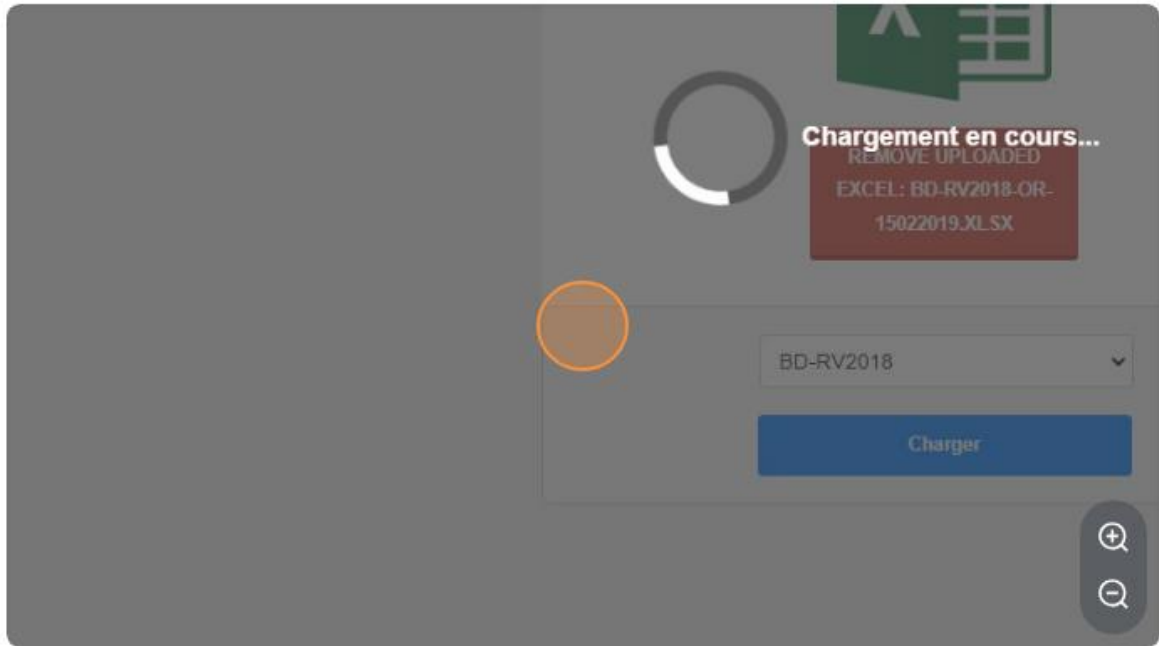 Chargement en cours...
REMOVE UPLOADED
EXCEL: BD-RV2018-OR-
15022019.XLSX
BD-RV2018
Charger